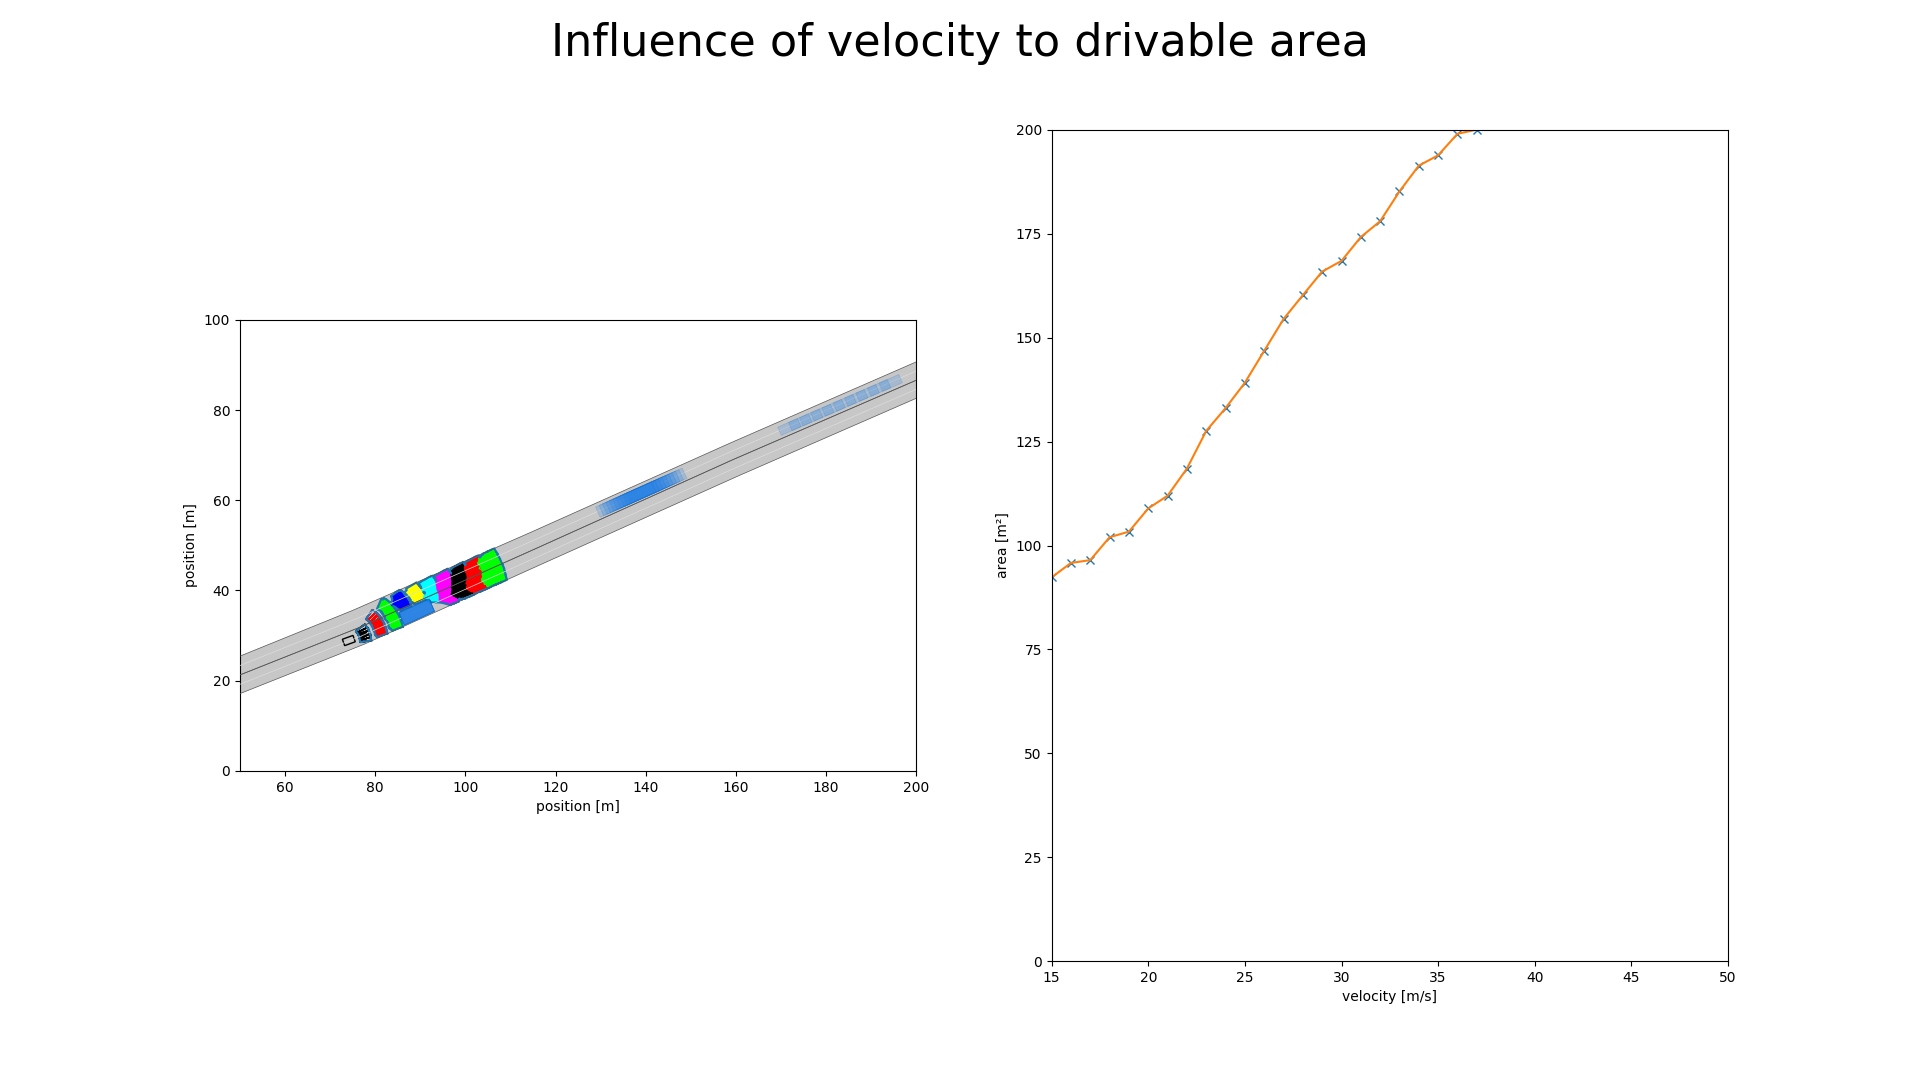 Influence of velocity to drivable area
100
80
60
40
20
0
position [m]
60 80 100 120 140 160 180 200
position [m]
200
175
150
125
100
75
50
25
0
area [m²]
15 20 25 30 35 40 45 50
velocity [m/s]